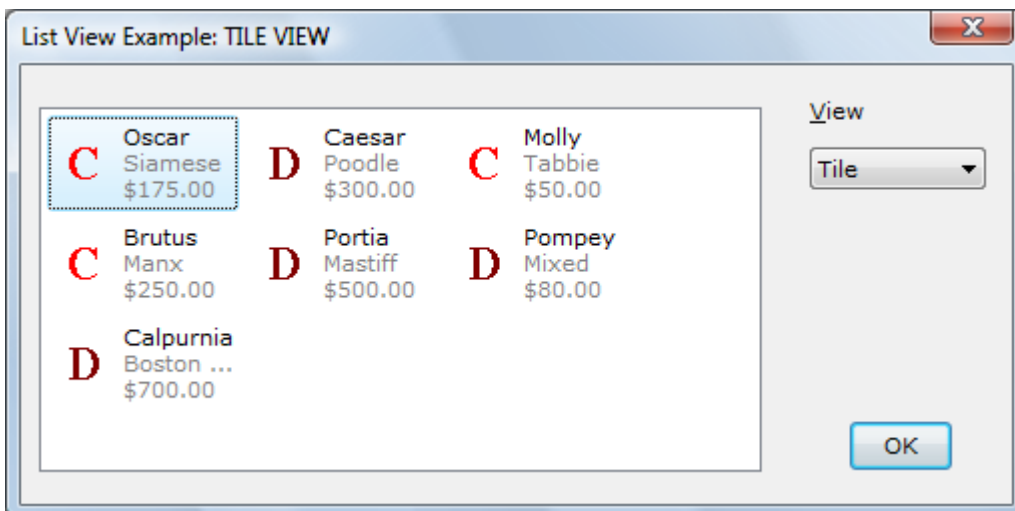 List View Example: TILE VIEW
View
Tile
C
Oscar
Siamese
$175.00
D
Caesar
Poodle
$300.00
C
Molly
Tabbie
$50.00
C
Brutus
Manx
$250.00
D
Portia
Mastiff
$500.00
D
Pompey
Mixed
$80.00
D
Calpurnia
Boston ...
$700.00
OK